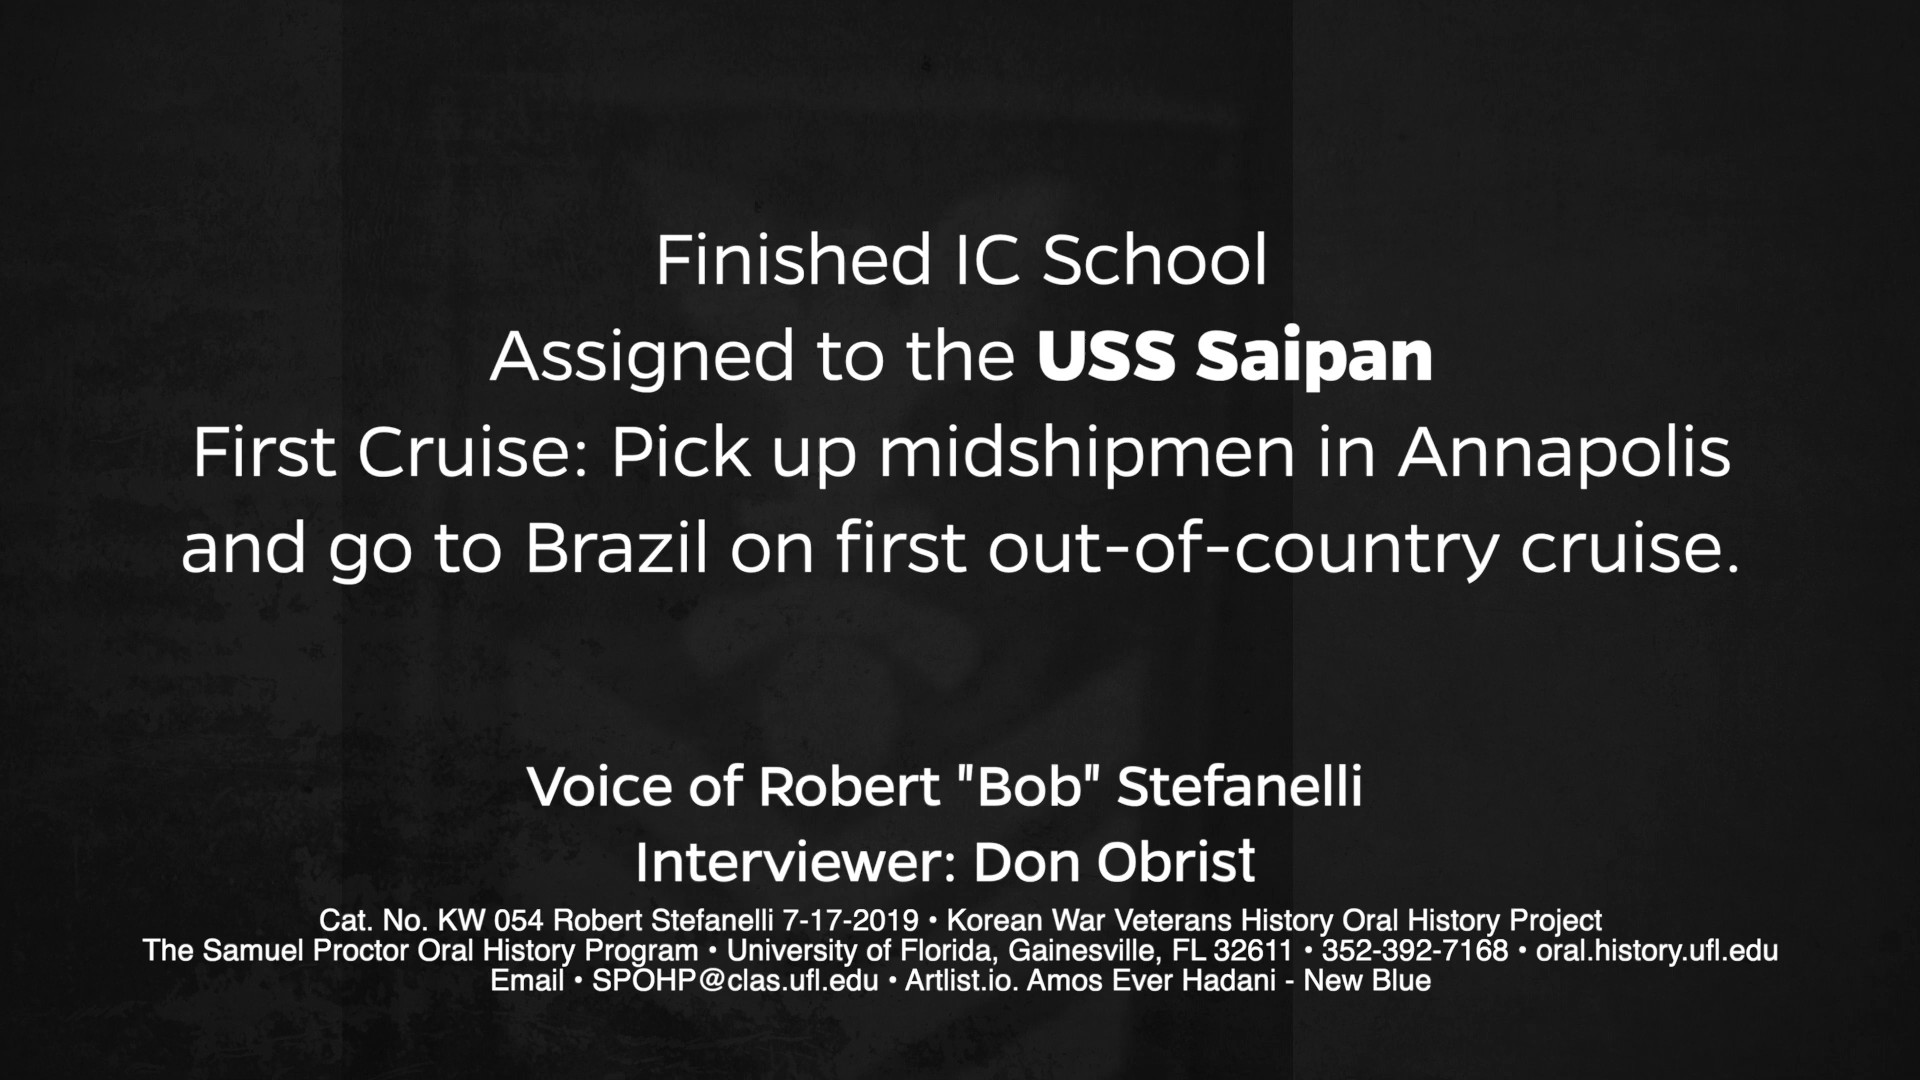 Finished IC School
Assigned to the USS Saipan
First Cruise: Pick up midshipmen in Annapolis
and go to Brazil on first out-of-country cruise.
Voice of Robert "Bob" Stefanelli
Interviewer: Don Obrist
Cat. No. KW 054 Robert Stefanelli 7-17-2019 • Korean War Veterans History Oral History Project
The Samuel Proctor Oral History Program • University of Florida, Gainesville, FL 32611 • 352-392-7168 • oral.history.ufl.edu
Email • SPOHP@clas.ufl.edu • Artlist.io. Amos Ever Hadani - New Blue